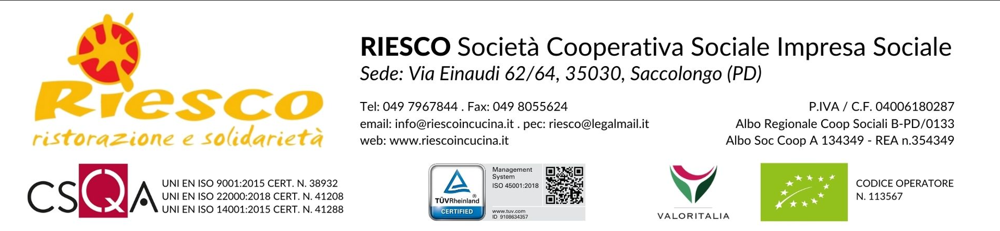 Riesco
ristorazione e solidarietà
RIESCO Società Cooperativa Sociale Impresa Sociale
Sede: Via Einaudi 62/64, 35030, Saccolongo (PD)
Tel: 049 7967844 . Fax: 049 8055624
email: info@riescoincucina.it . pec: riesco@legalmail.it
web: www.riescoincucina.it
P.IVA / C.F. 04006180287
Albo Regionale Coop Sociali B-PD/0133
Albo Soc Coop A 134349 - REA n.354349
CSQA
UNI EN ISO 9001:2015 CERT. N. 38932
UNI EN ISO 22000:2018 CERT. N. 41208
UNI EN ISO 14001:2015 CERT. N. 41288
®
TÜVRheinland
CERTIFIED
Management
System
ISO 45001:2018
www.tuv.com
ID 9108634357
VALORITALIA
CODICE OPERATORE
N. 113567